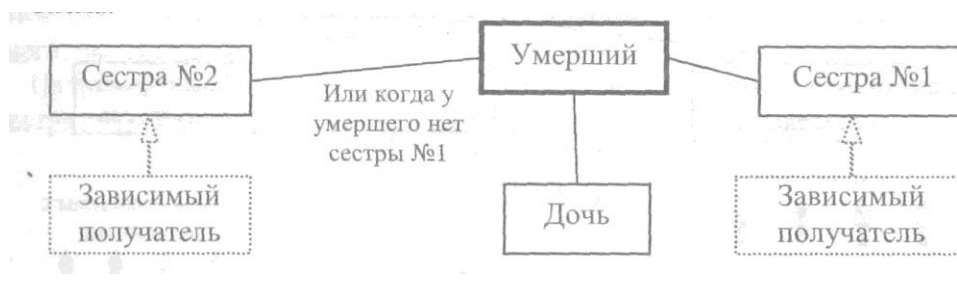 Умерший
Сестра №2
Сестра №1
Или когда у
умершего нет
сестры №1
Зависимый
получатель
Дочь
Зависимый
получатель